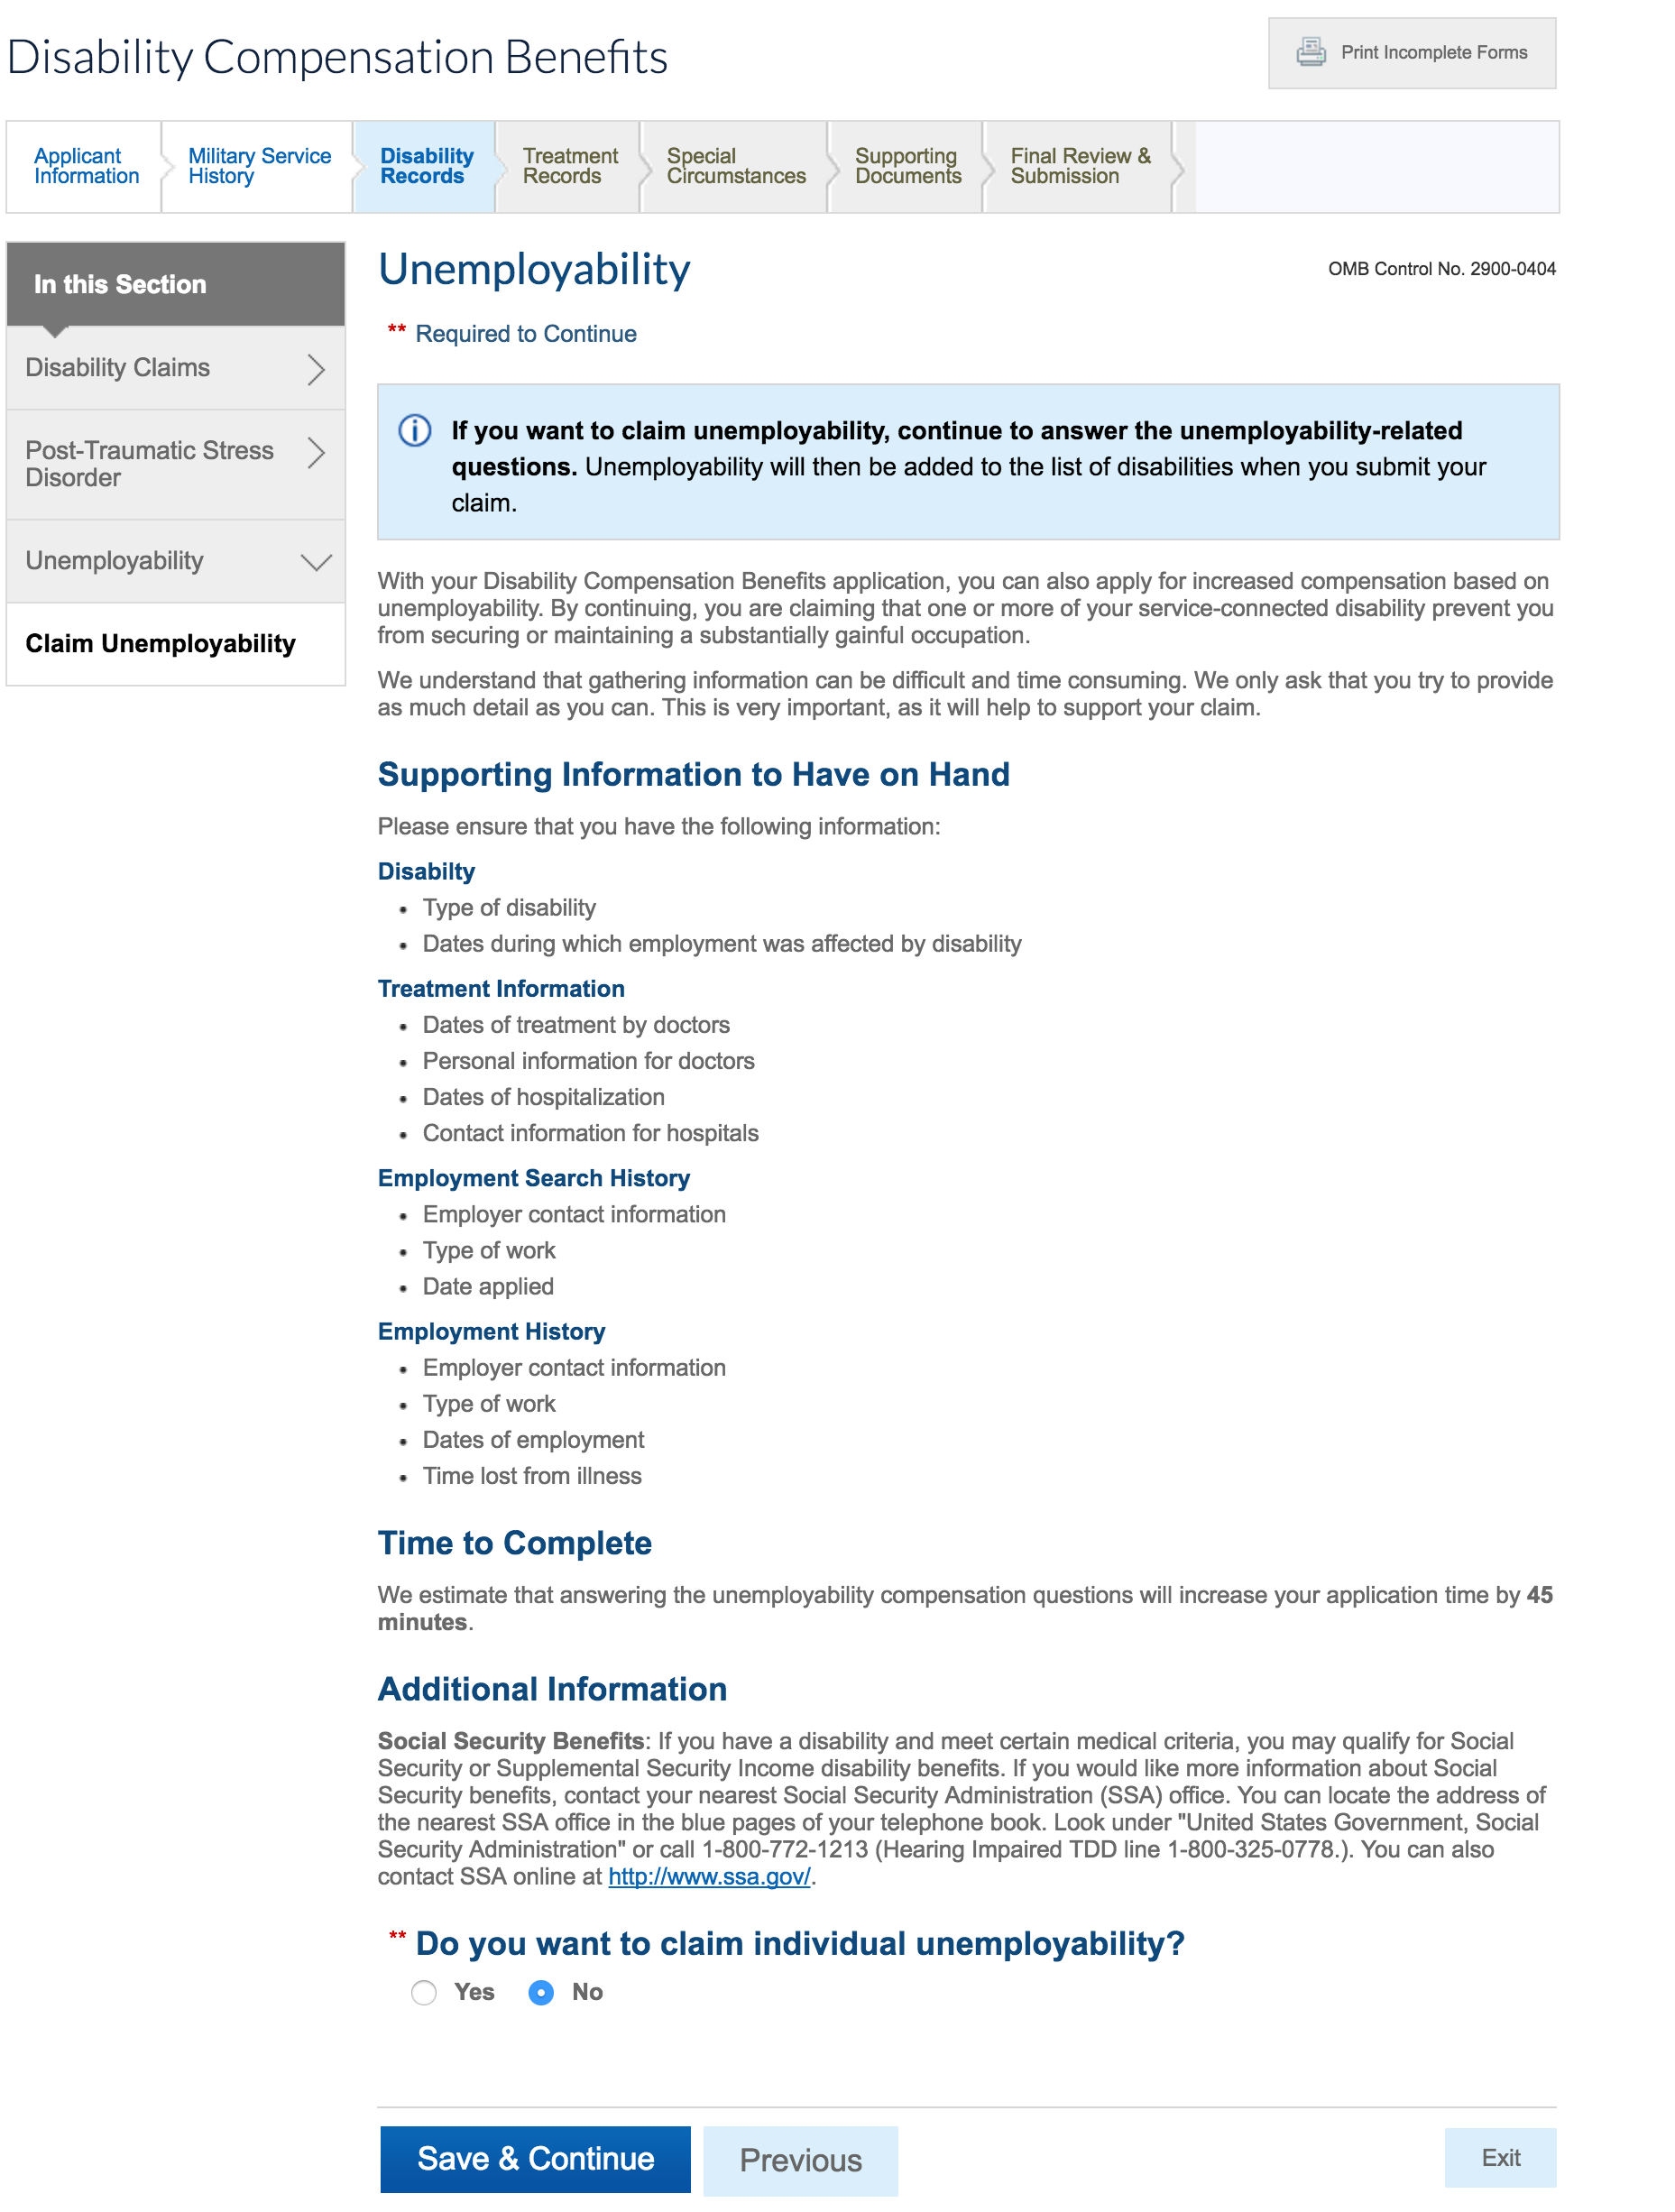 Disability Compensation Benefits
Print Incomplete Forms
Applicant
Information
Military Service
History
Disability
Records
Treatment
Records
Special
Circumstances
Supporting
Documents
Final Review &
Submission
In this Section
Disability Claims
Post-Traumatic Stress
Disorder
Unemployability
Claim Unemployability
Unemployability
OMB Control No. 2900-0404
** Required to Continue
If you want to claim unemployability, continue to answer the unemployability-related
questions. Unemployability will then be added to the list of disabilities when you submit your
claim.
With your Disability Compensation Benefits application, you can also apply for increased compensation based on
unemployability. By continuing, you are claiming that one or more of your service-connected disability prevent you
from securing or maintaining a substantially gainful occupation.
We understand that gathering information can be difficult and time consuming. We only ask that you try to provide
as much detail as you can. This is very important, as it will help to support your claim.
Supporting Information to Have on Hand
Please ensure that you have the following information:
Disabilty
• Type of disability
• Dates during which employment was affected by disability
Treatment Information
• Dates of treatment by doctors
• Personal information for doctors
• Dates of hospitalization
• Contact information for hospitals
Employment Search History
• Employer contact information
• Type of work
• Date applied
Employment History
• Employer contact information
• Type of work
• Dates of employment
• Time lost from illness
Time to Complete
We estimate that answering the unemployability compensation questions will increase your application time by 45
minutes.
Additional Information
Social Security Benefits: If you have a disability and meet certain medical criteria, you may qualify for Social
Security or Supplemental Security Income disability benefits. If you would like more information about Social
Security benefits, contact your nearest Social Security Administration (SSA) office. You can locate the address of
the nearest SSA office in the blue pages of your telephone book. Look under "United States Government, Social
Security Administration" or call 1-800-772-1213 (Hearing Impaired TDD line 1-800-325-0778.). You can also
contact SSA online at http://www.ssa.gov/.
** Do you want to claim individual unemployability?
Yes No
Save & Continue
Previous
Exit